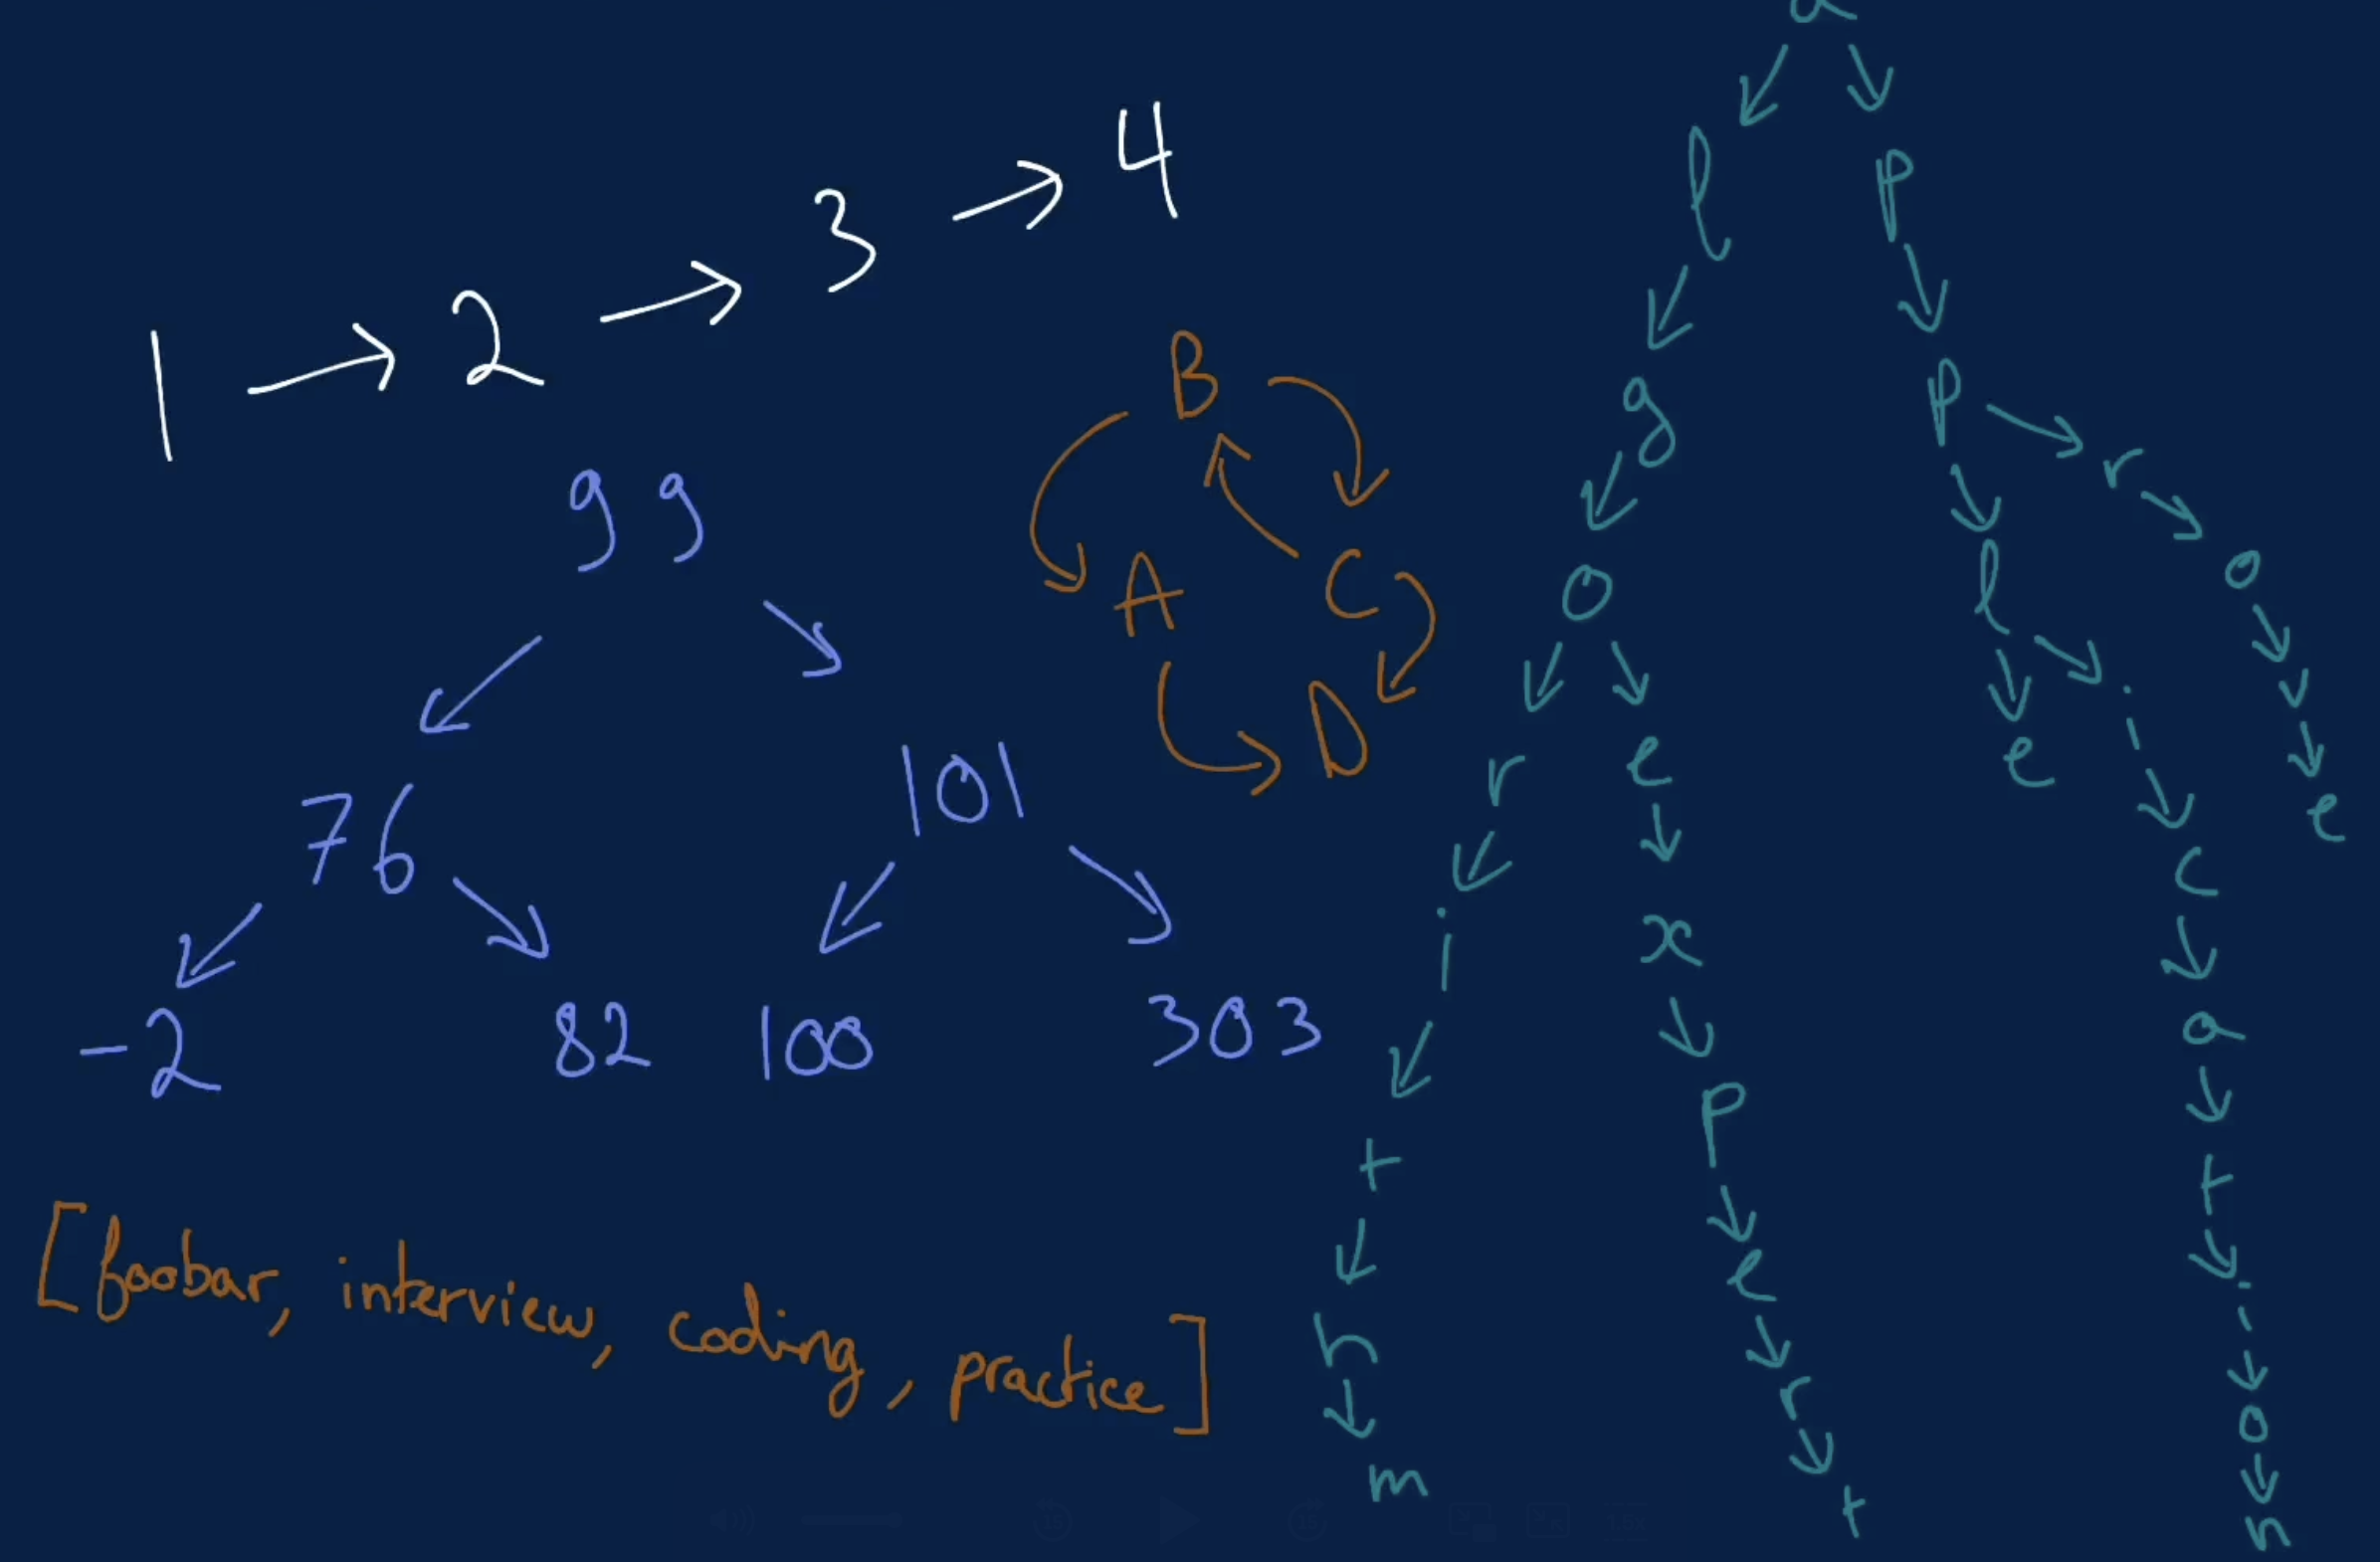 1 → 2 → 3 → 4
99
76 101
-2 82 100 303
B
A C
D
[foobar, interview, coding, practice]
a
l p
g p
o l r
r e e i o
i x c v
t p a e
h e t
m r i
t o
n